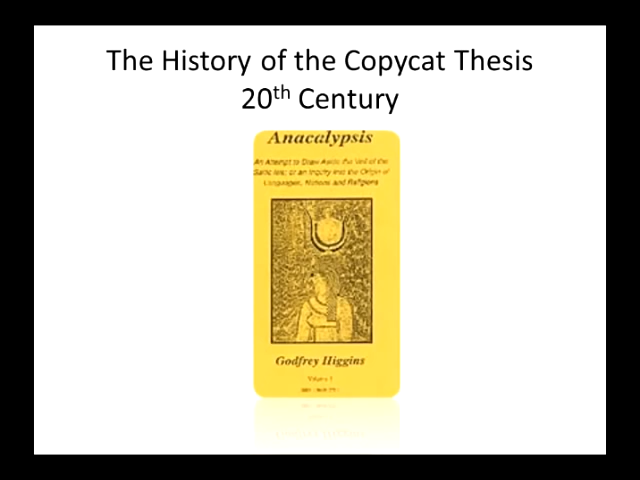 The History of the Copycat Thesis
20th Century
Anacalypsis
An Attempt to Draw Aside the Veil of the
Saitic Isis; or an Inquiry into the Origin of
Languages, Nations and Religions
Godfrey Higgins
Volume 1